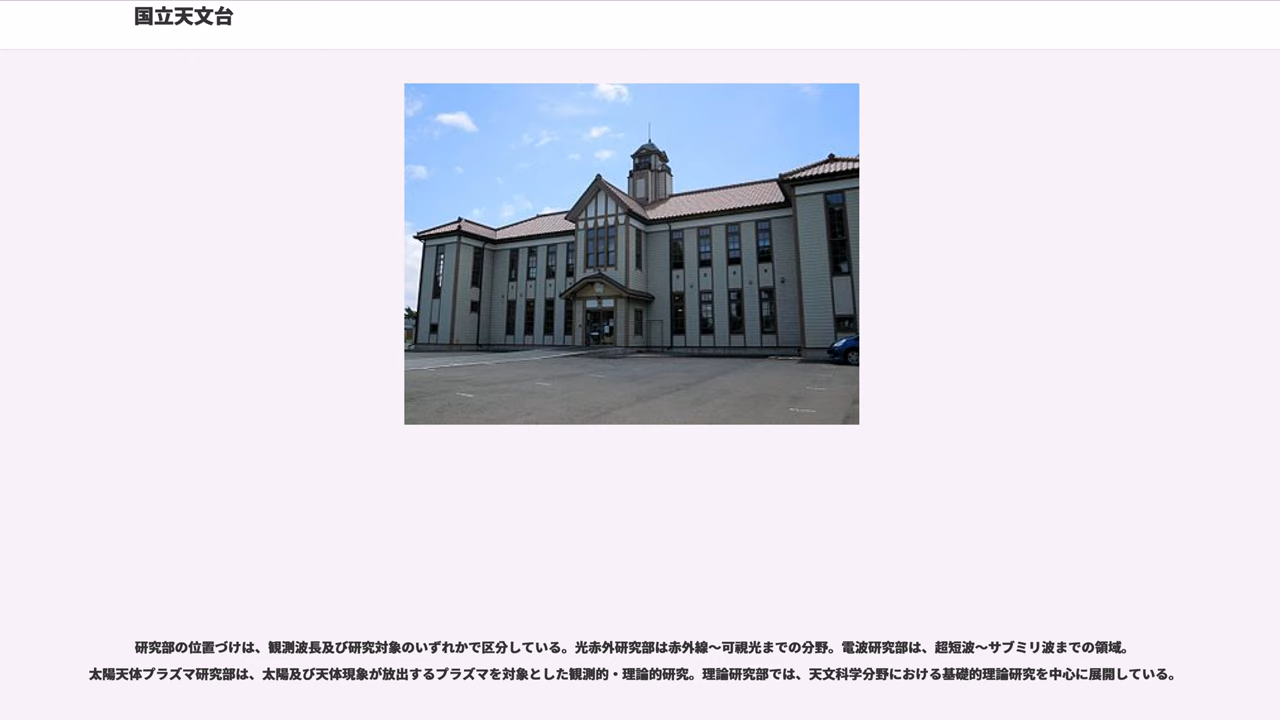 国立天文台
研究部の位置づけは、観測波長及び研究対象のいずれかで区分している。光赤外研究部は赤外線〜可視光までの分野。電波研究部は、超短波〜サブミリ波までの領域。
太陽天体プラズマ研究部は、太陽及び天体現象が放出するプラズマを対象とした観測的・理論的研究。理論研究部では、天文科学分野における基礎的理論研究を中心に展開している。